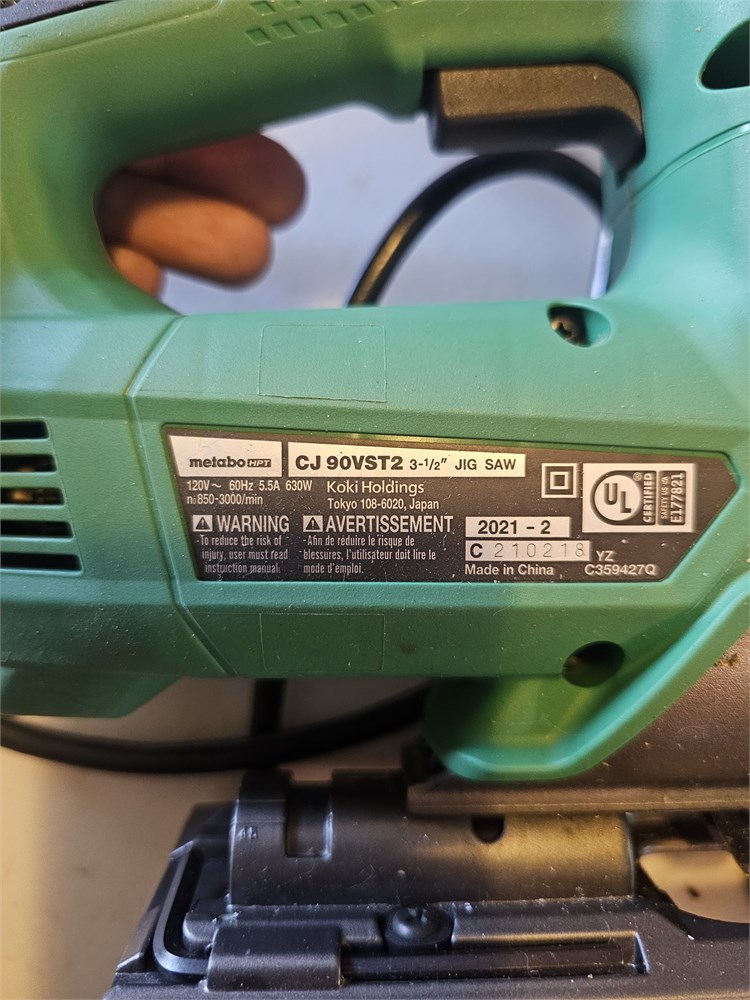 metabo HPT
CJ 90VST2 3-1/2" JIG SAW
120V～ 60Hz 5.5A 630W
n₀850-3000/min
Koki Holdings
Tokyo 108-6020, Japan
WARNING
-To reduce the risk of
injury, user must read
instruction manual.
AVERTISSEMENT
-Afin de réduire le risque de
blessures, l'utilisateur doit lire le
mode d'emploi.
UL ®
CERTIFIED
SAFETY US CA
E177821
2021 - 2
C 210218 YZ
Made in China C359427Q